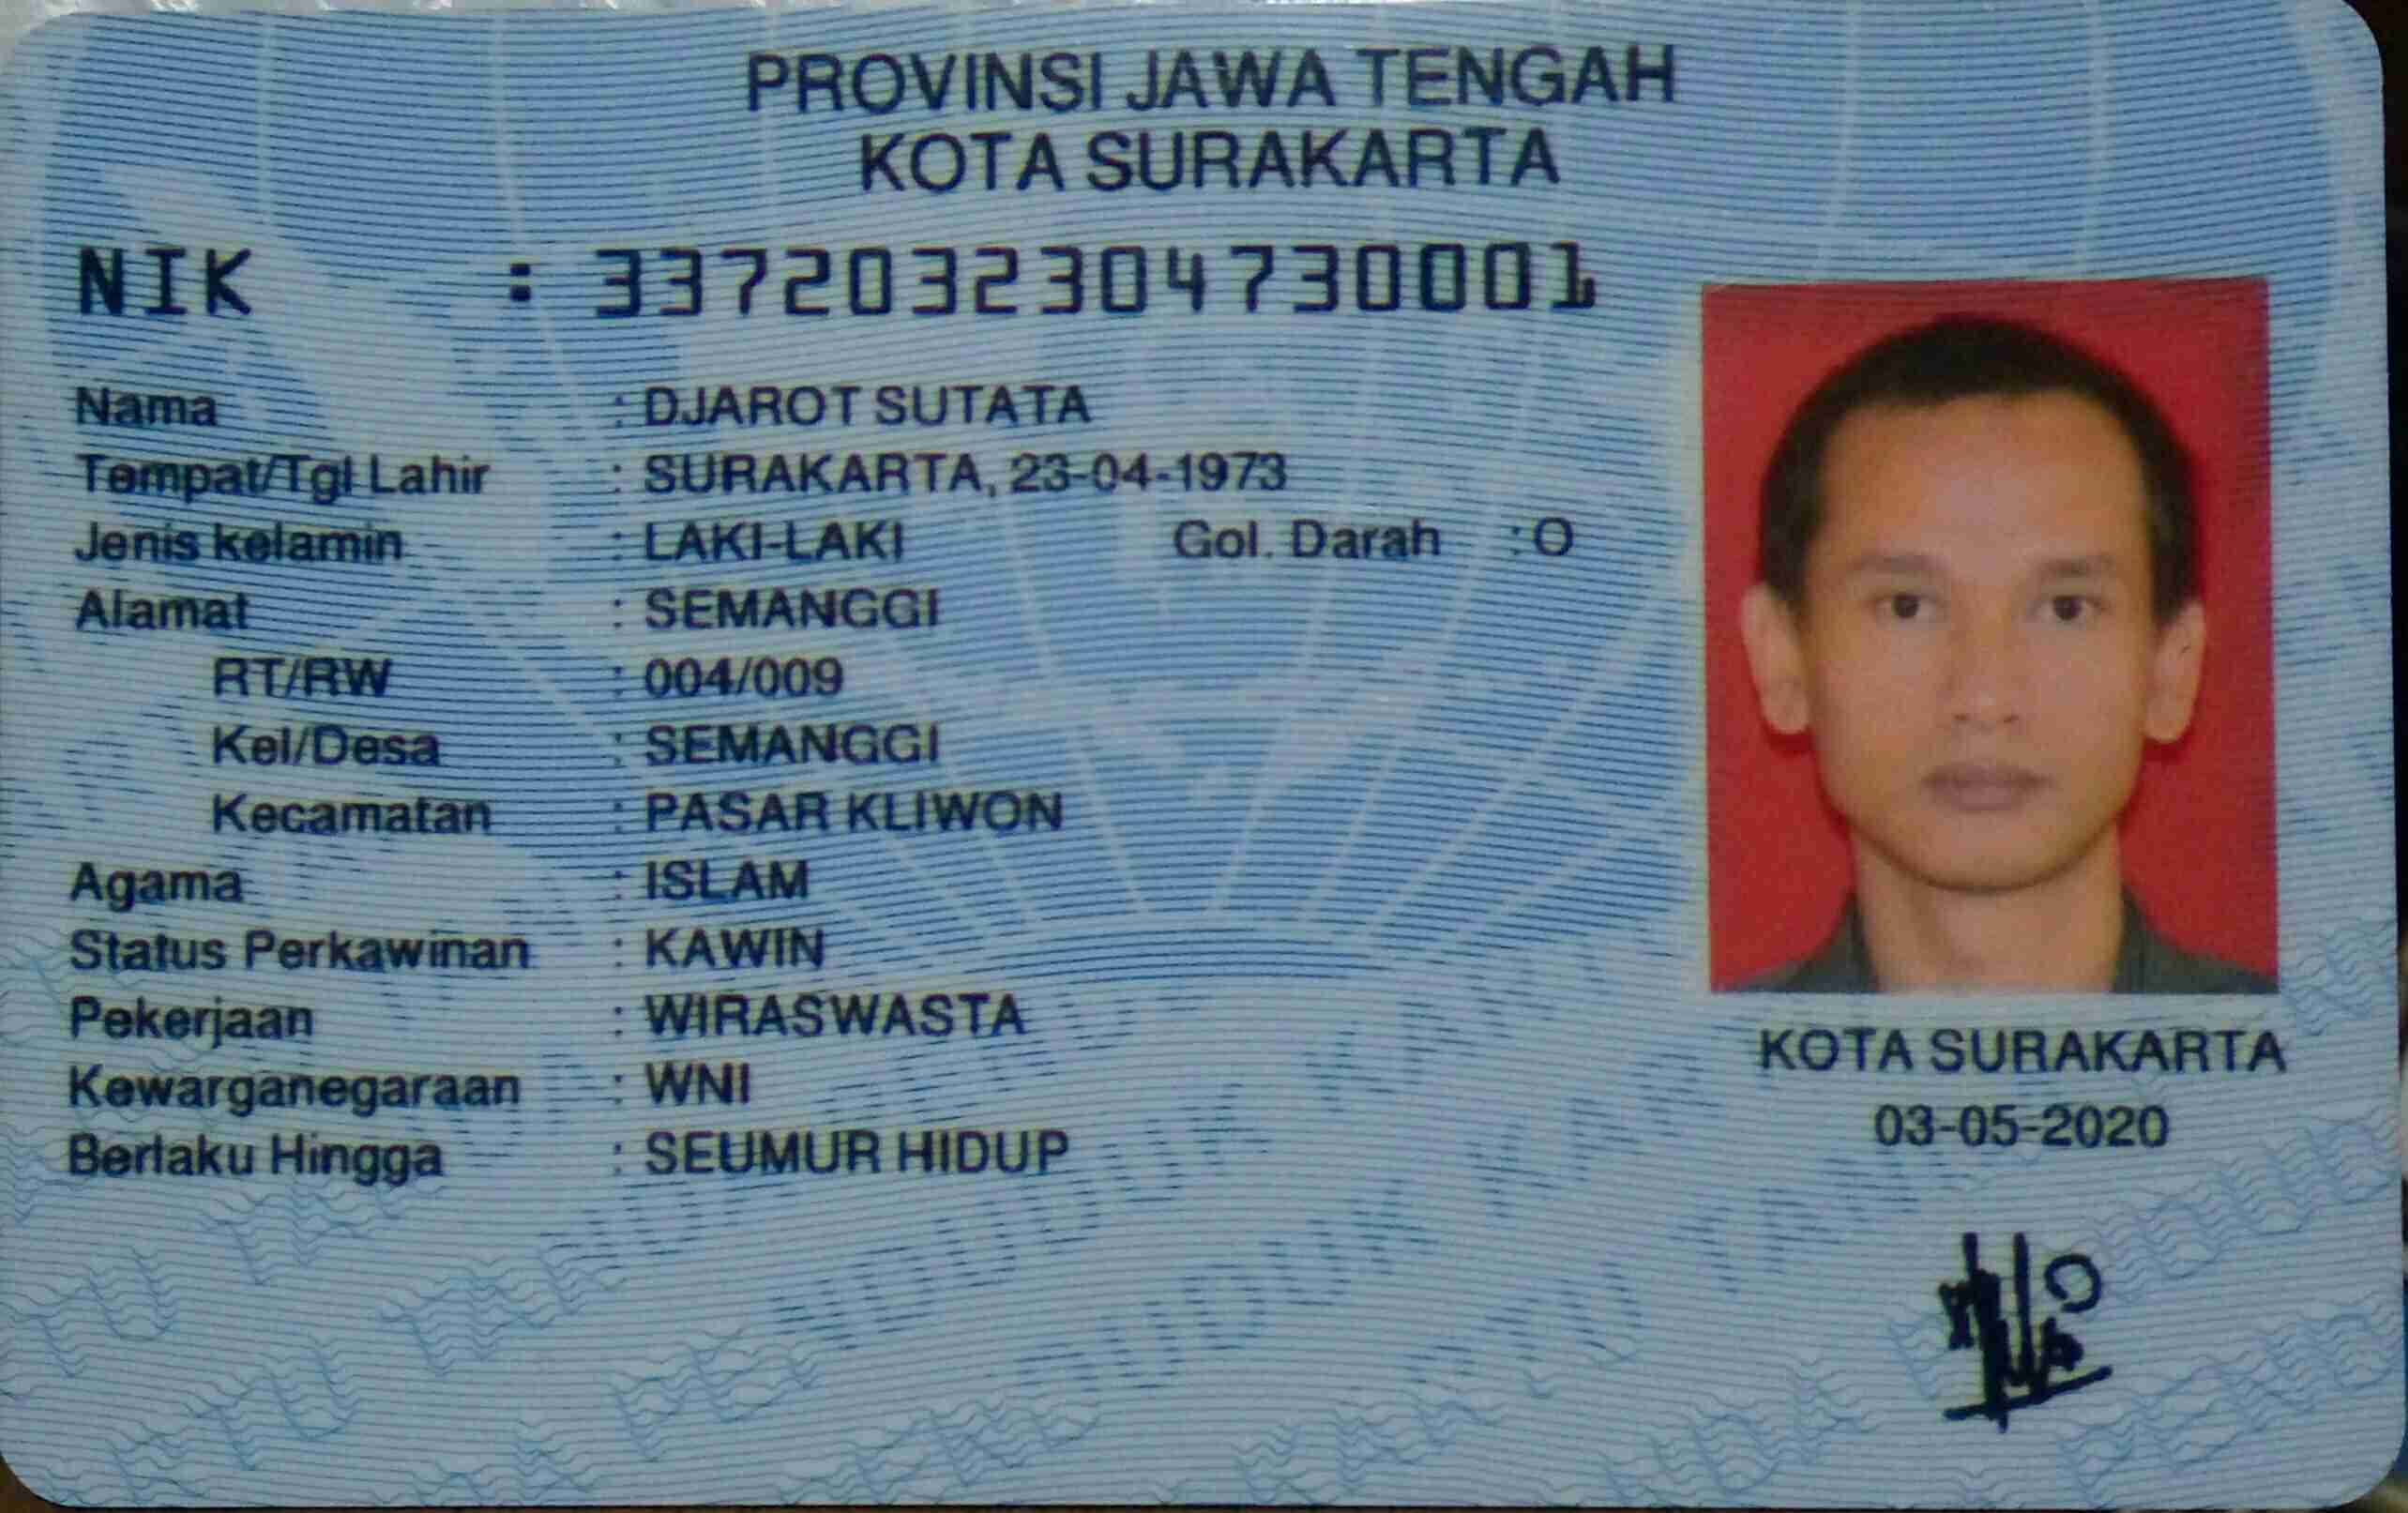 PROVINSI JAWA TENGAH
KOTA SURAKARTA
NIK : 3372032304730001
Nama : DJAROT SUTATA
Tempat/Tgl Lahir : SURAKARTA, 23-04-1973
Jenis kelamin : LAKI-LAKI Gol. Darah : O
Alamat : SEMANGGI
RT/RW : 004/009
Kel/Desa : SEMANGGI
Kecamatan : PASAR KLIWON
Agama : ISLAM
Status Perkawinan : KAWIN
Pekerjaan : WIRASWASTA
Kewarganegaraan : WNI
Berlaku Hingga : SEUMUR HIDUP
KOTA SURAKARTA
03-05-2020